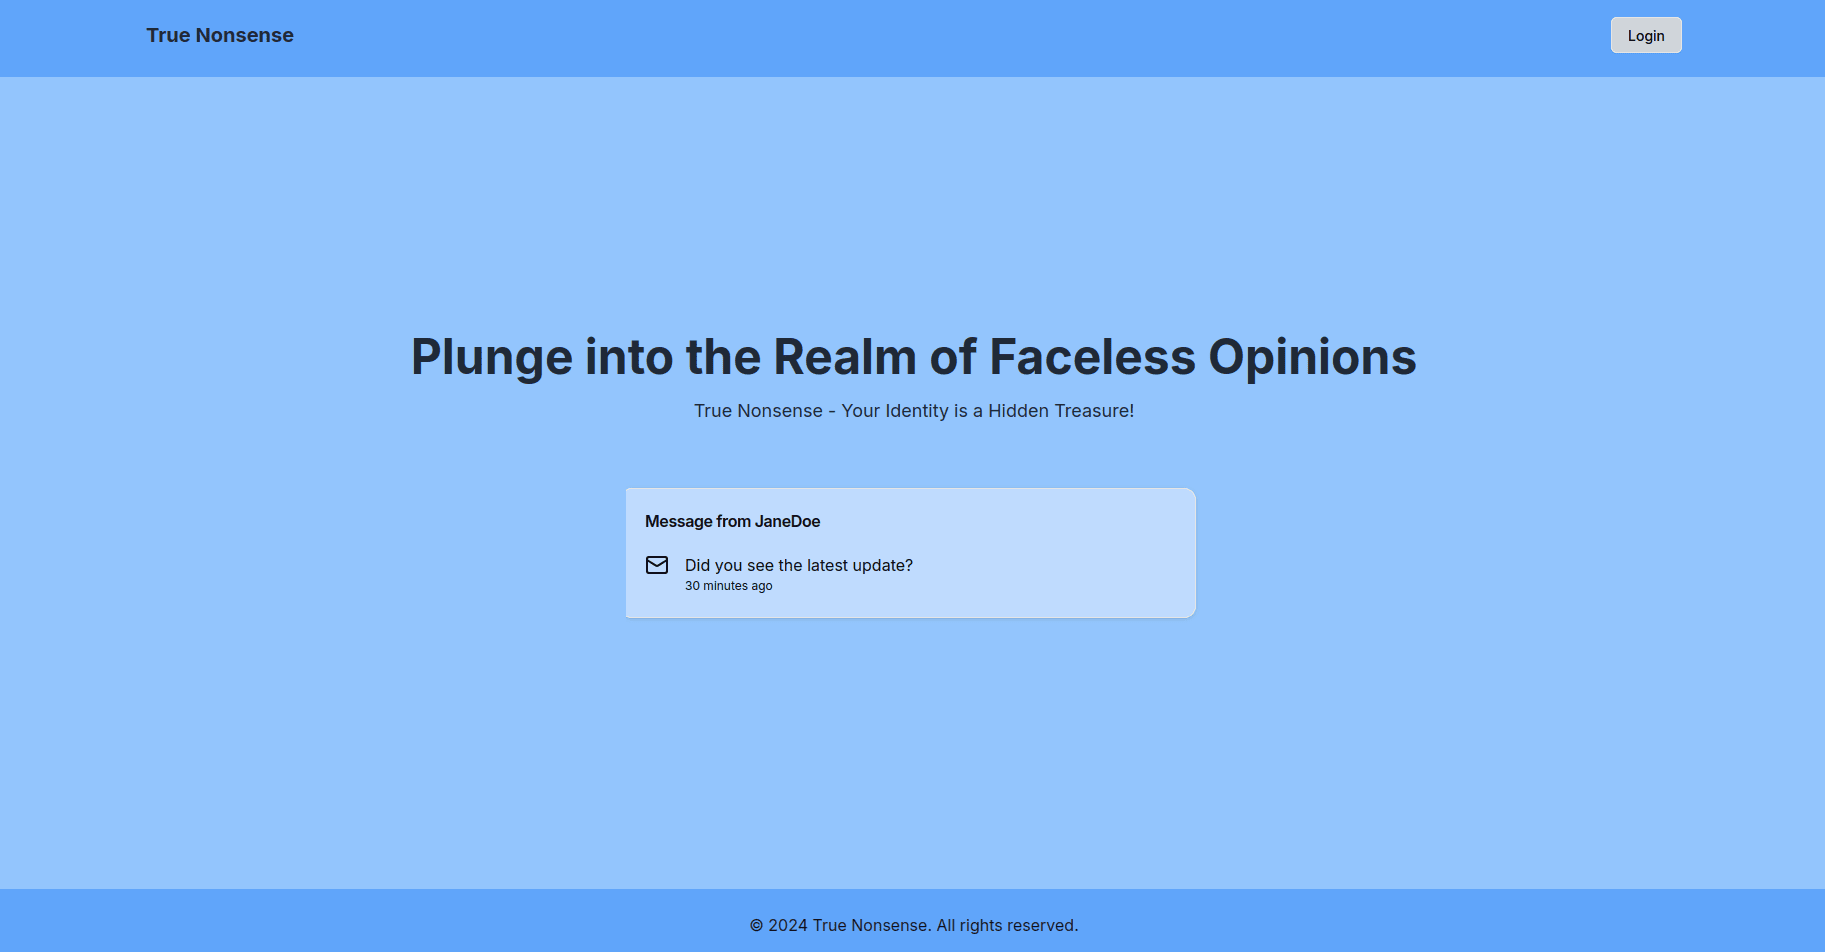 True Nonsense
Login
Plunge into the Realm of Faceless Opinions
True Nonsense - Your Identity is a Hidden Treasure!
Message from JaneDoe
Did you see the latest update?
30 minutes ago
© 2024 True Nonsense. All rights reserved.